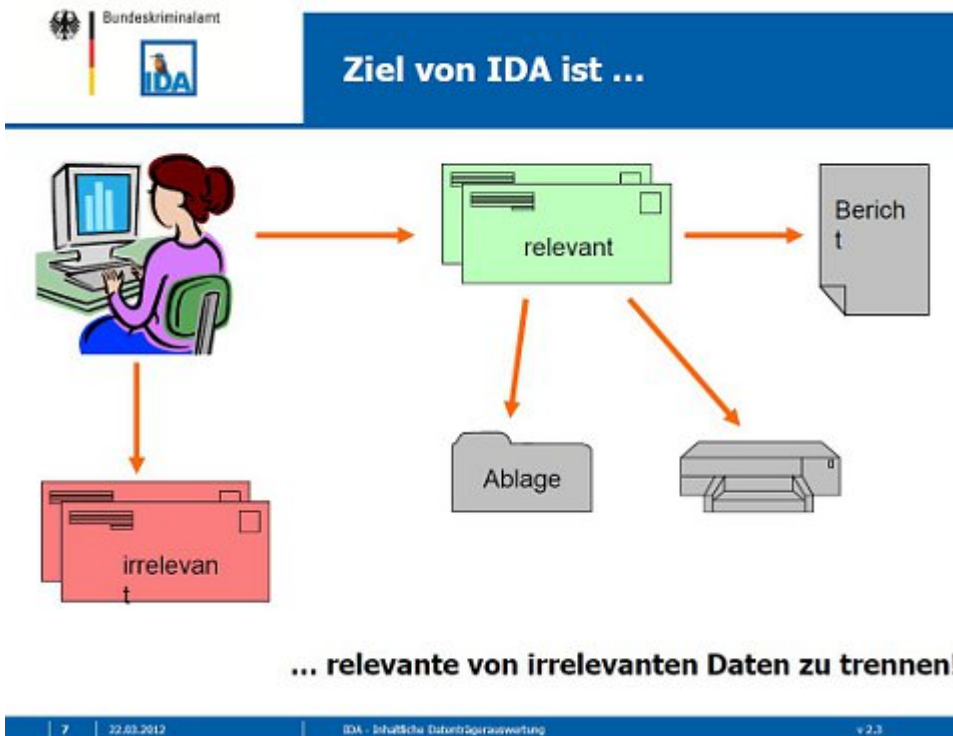 Bundeskriminalamt
IDA
Ziel von IDA ist ...
relevant
Berich
t
Ablage
irrelevan
t
... relevante von irrelevanten Daten zu trennen!
7 22.03.2012 IDA - Inhaltliche Datenträgerauswertung v 2.3